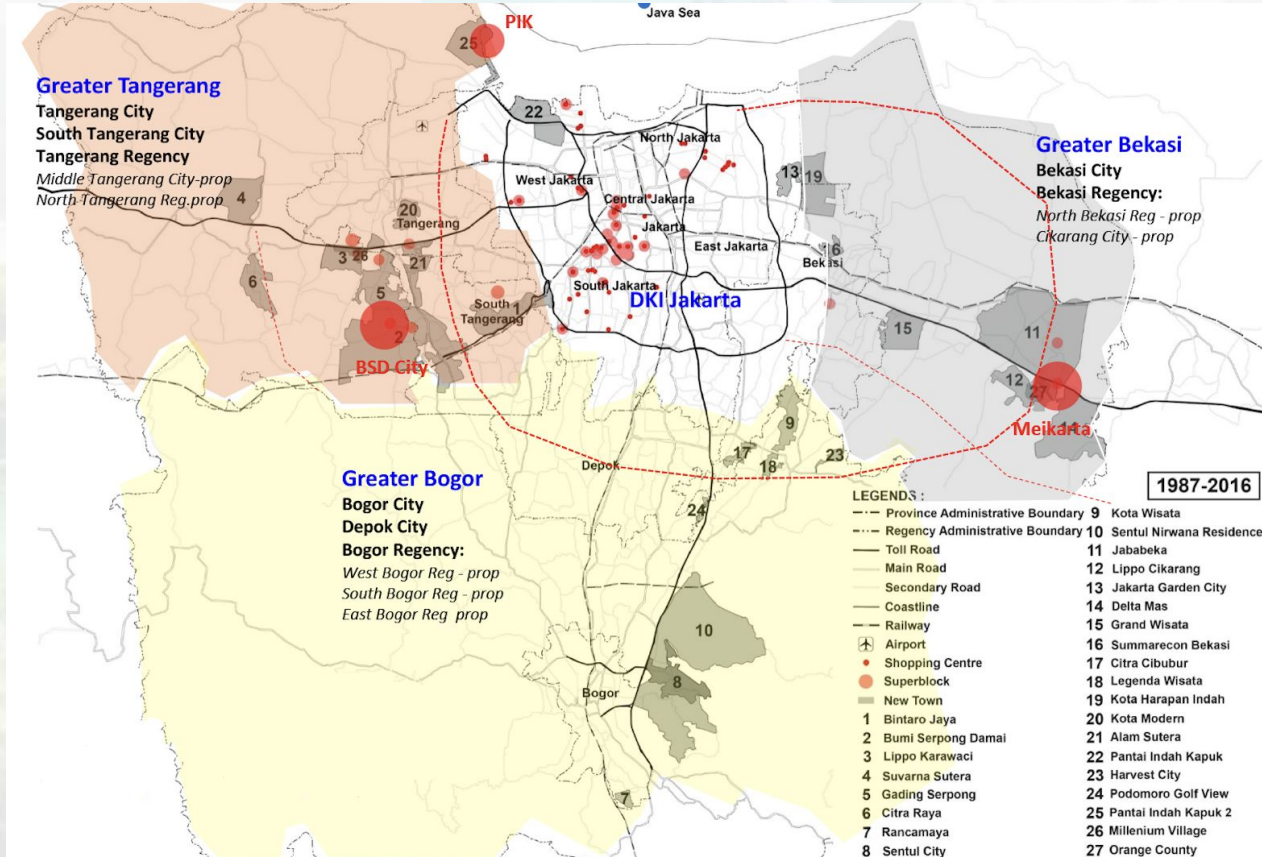 Java Sea
PIK
25
Greater Tangerang
Tangerang City
South Tangerang City
Tangerang Regency
Middle Tangerang City-prop
North Tangerang Reg.prop
22
North Jakarta
Greater Bekasi
Bekasi City
Bekasi Regency:
North Bekasi Reg - prop
Cikarang City - prop
4
West Jakarta
13
19
20
Tangerang
Central Jakarta
Jakarta
East Jakarta
6
Bekasi
3
26
21
6
5
South Jakarta
DKI Jakarta
South
Tangerang
1
2
15
11
BSD City
12
27
14
Meikarta
9
17
18
23
Depok
24
Greater Bogor
Bogor City
Depok City
Bogor Regency:
West Bogor Reg - prop
South Bogor Reg - prop
East Bogor Reg prop
10
8
Bogor
7
1987-2016
LEGENDS :
Province Administrative Boundary
Regency Administrative Boundary
Toll Road
Main Road
Secondary Road
Coastline
Railway
Airport
Shopping Centre
Superblock
New Town
1 Bintaro Jaya
2 Bumi Serpong Damai
3 Lippo Karawaci
4 Suvarna Sutera
5 Gading Serpong
6 Citra Raya
7 Rancamaya
8 Sentul City
9 Kota Wisata
10 Sentul Nirwana Residence
11 Jababeka
12 Lippo Cikarang
13 Jakarta Garden City
14 Delta Mas
15 Grand Wisata
16 Summarecon Bekasi
17 Citra Cibubur
18 Legenda Wisata
19 Kota Harapan Indah
20 Kota Modern
21 Alam Sutera
22 Pantai Indah Kapuk
23 Harvest City
24 Podomoro Golf View
25 Pantai Indah Kapuk 2
26 Millenium Village
27 Orange County